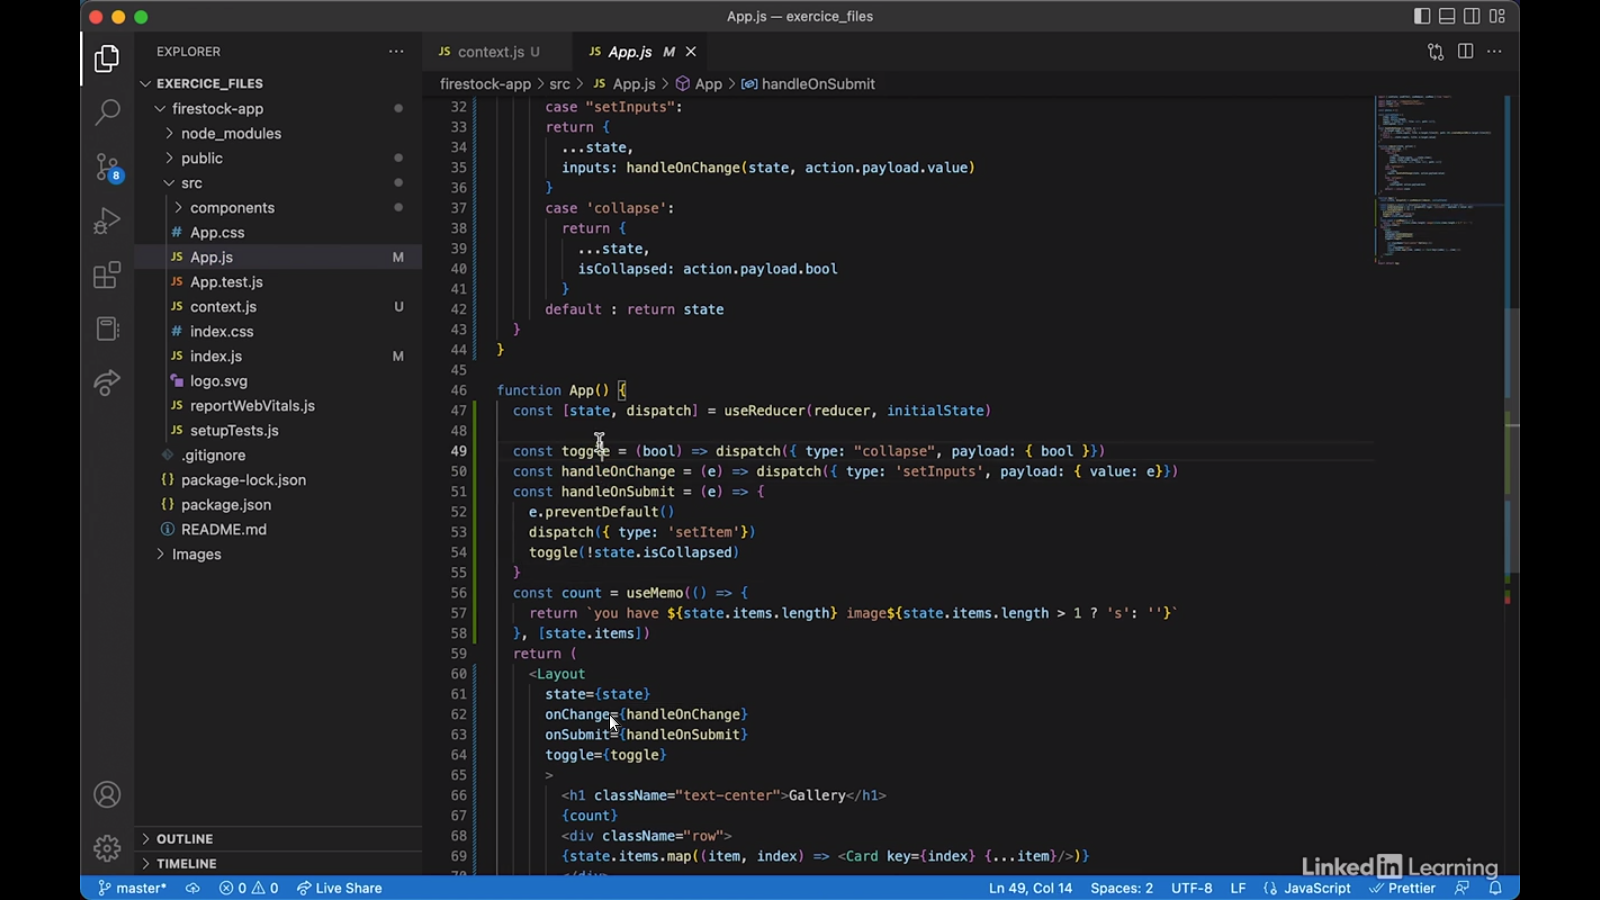 App.js — exercice_files
EXPLORER
EXERCICE_FILES
firestock-app
node_modules
public
src
components
# App.css
JS App.js M
JS App.test.js
JS context.js U
# index.css
JS index.js M
logo.svg
JS reportWebVitals.js
JS setupTests.js
.gitignore
{} package-lock.json
{} package.json
README.md
Images
OUTLINE
TIMELINE
8
JS context.js U
JS App.js M
firestock-app > src > JS App.js > App > handleOnSubmit
32 case "setInputs":
33 return {
34 ...state,
35 inputs: handleOnChange(state, action.payload.value)
36 }
37 case 'collapse':
38 return {
39 ...state,
40 isCollapsed: action.payload.bool
41 }
42 default : return state
43 }
44 }
45
46 function App() {
47 const [state, dispatch] = useReducer(reducer, initialState)
48
49 const toggle = (bool) => dispatch({ type: "collapse", payload: { bool }})
50 const handleOnChange = (e) => dispatch({ type: 'setInputs', payload: { value: e}})
51 const handleOnSubmit = (e) => {
52 e.preventDefault()
53 dispatch({ type: 'setItem'})
54 toggle(!state.isCollapsed)
55 }
56 const count = useMemo(() => {
57 return `you have ${state.items.length} image${state.items.length > 1 ? 's': ''}`
58 }, [state.items])
59 return (
60 <Layout
61 state={state}
62 onChange={handleOnChange}
63 onSubmit={handleOnSubmit}
64 toggle={toggle}
65 >
66 <h1 className="text-center">Gallery</h1>
67 {count}
68 <div className="row">
69 {state.items.map((item, index) => <Card key={index} {...item}/>)}
LinkedIn Learning
master* 0 0 Live Share Ln 49, Col 14 Spaces: 2 UTF-8 LF {} JavaScript Prettier